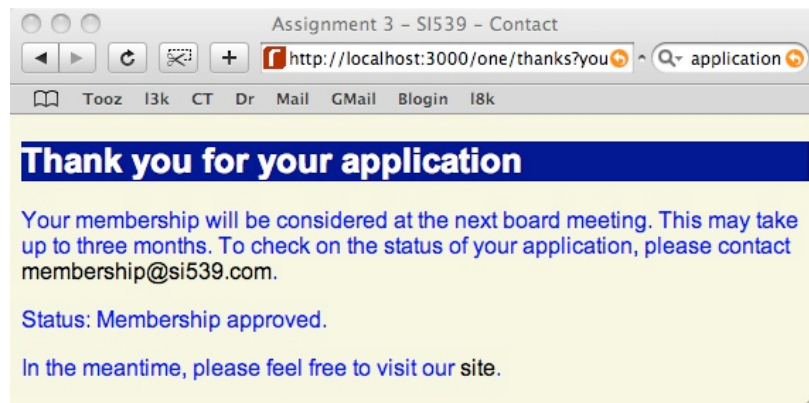 Assignment 3 – SI539 – Contact
http://localhost:3000/one/thanks?you
application
Tooz l3k CT Dr Mail GMail Blogin l8k
Thank you for your application
Your membership will be considered at the next board meeting. This may take
up to three months. To check on the status of your application, please contact
membership@si539.com.
Status: Membership approved.
In the meantime, please feel free to visit our site.